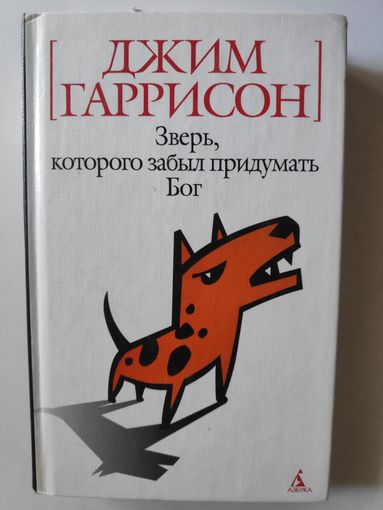 ДЖИМ
[ГАРРИСОН]
Зверь,
которого забыл придумать
Бог
АЗБУКА